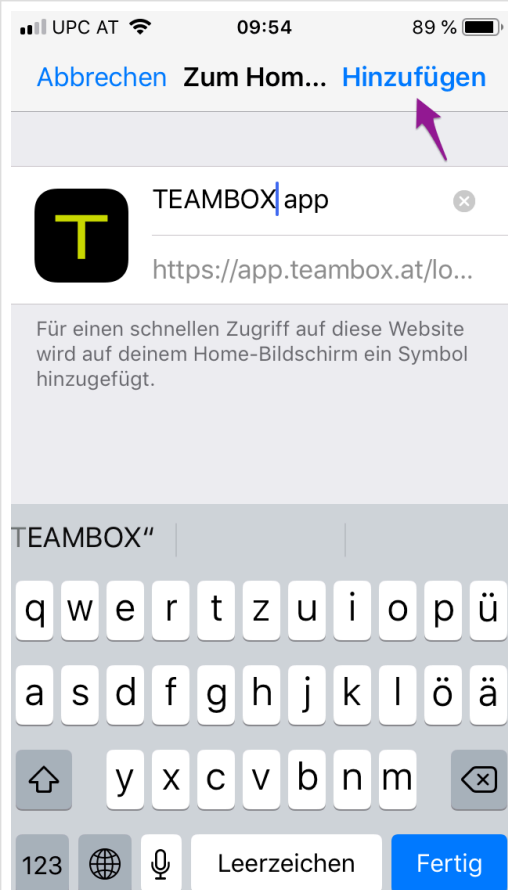 UPC AT 09:54 89 %
Abbrechen Zum Hom... Hinzufügen
T
TEAMBOX app
https://app.teambox.at/lo...
Für einen schnellen Zugriff auf diese Website
wird auf deinem Home-Bildschirm ein Symbol
hinzugefügt.
TEAMBOX“
q w e r t z u i o p ü
a s d f g h j k l ö ä
y x c v b n m
123 Leerzeichen Fertig